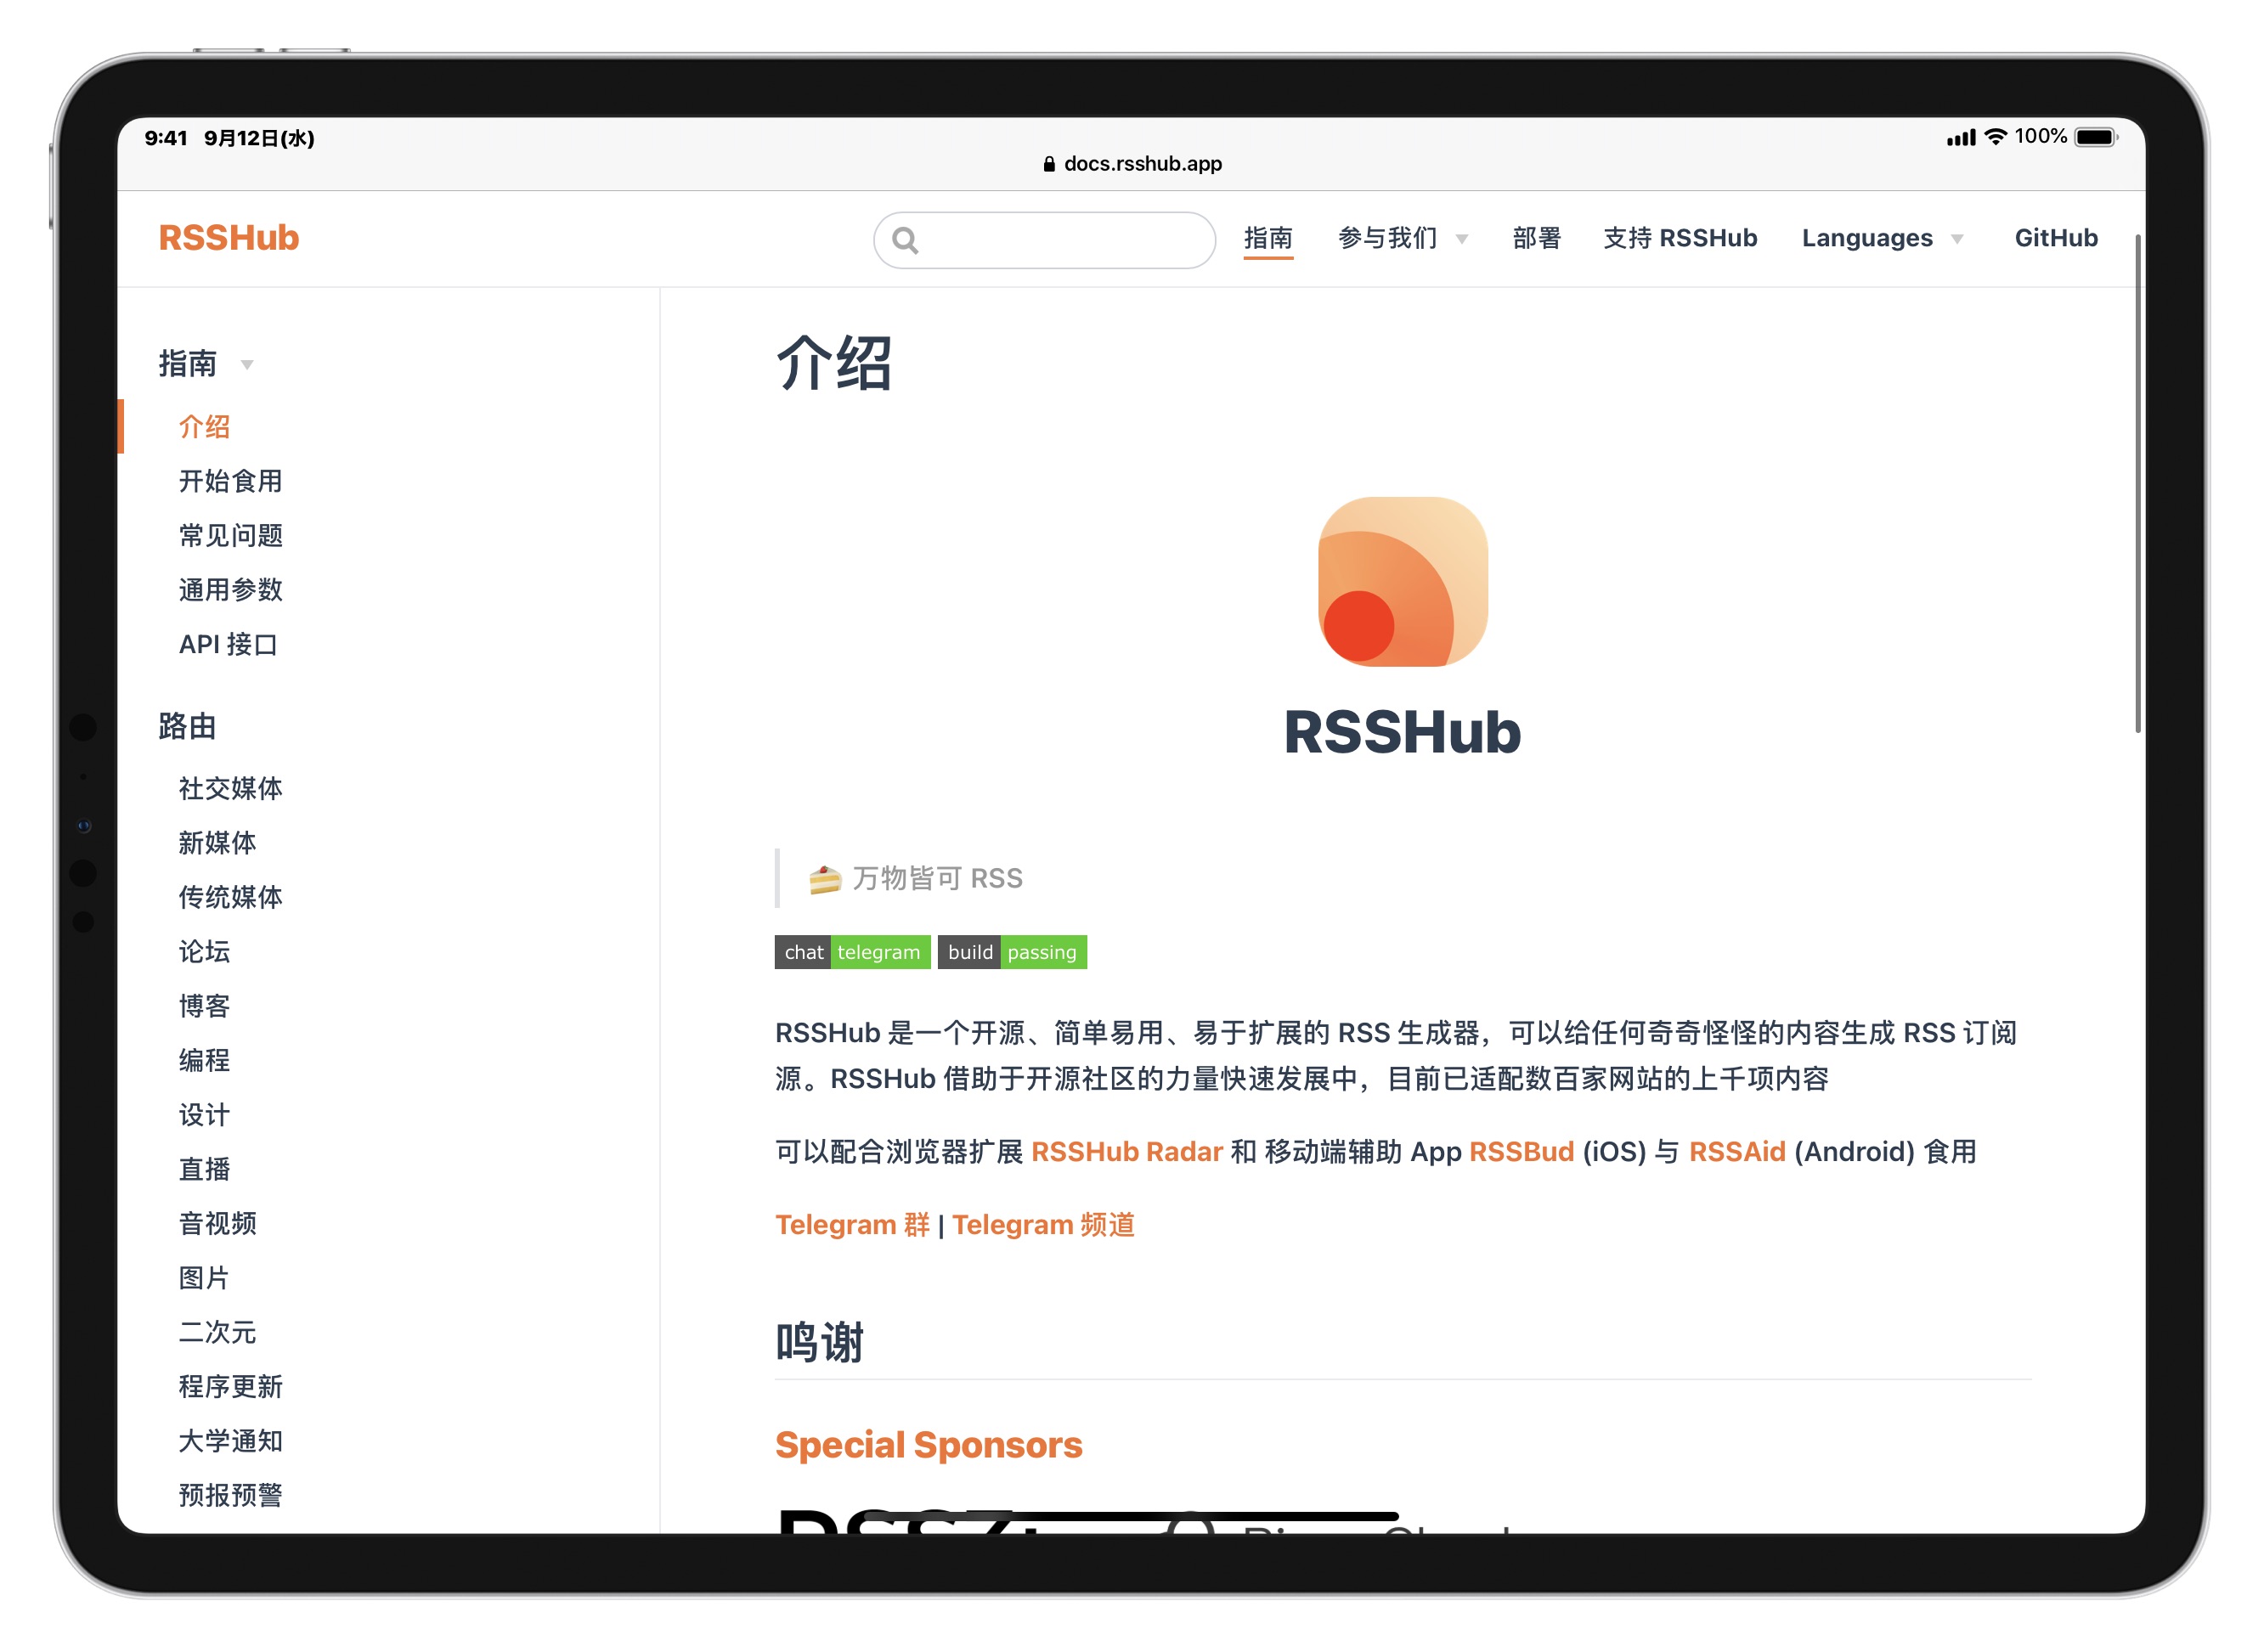 9:41 9月12日(水)
100%
docs.rsshub.app
RSSHub
指南 参与我们 部署 支持 RSSHub Languages GitHub
指南
介绍
开始食用
常见问题
通用参数
API 接口
路由
社交媒体
新媒体
传统媒体
论坛
博客
编程
设计
直播
音视频
图片
二次元
程序更新
大学通知
预报预警
介绍
RSSHub
万物皆可 RSS
chat telegram build passing
RSSHub 是一个开源、简单易用、易于扩展的 RSS 生成器，可以给任何奇奇怪怪的内容生成 RSS 订阅
源。RSSHub 借助于开源社区的力量快速发展中，目前已适配数百家网站的上千项内容
可以配合浏览器扩展 RSSHub Radar 和 移动端辅助 App RSSBud (iOS) 与 RSSAid (Android) 食用
Telegram 群 | Telegram 频道
鸣谢
Special Sponsors